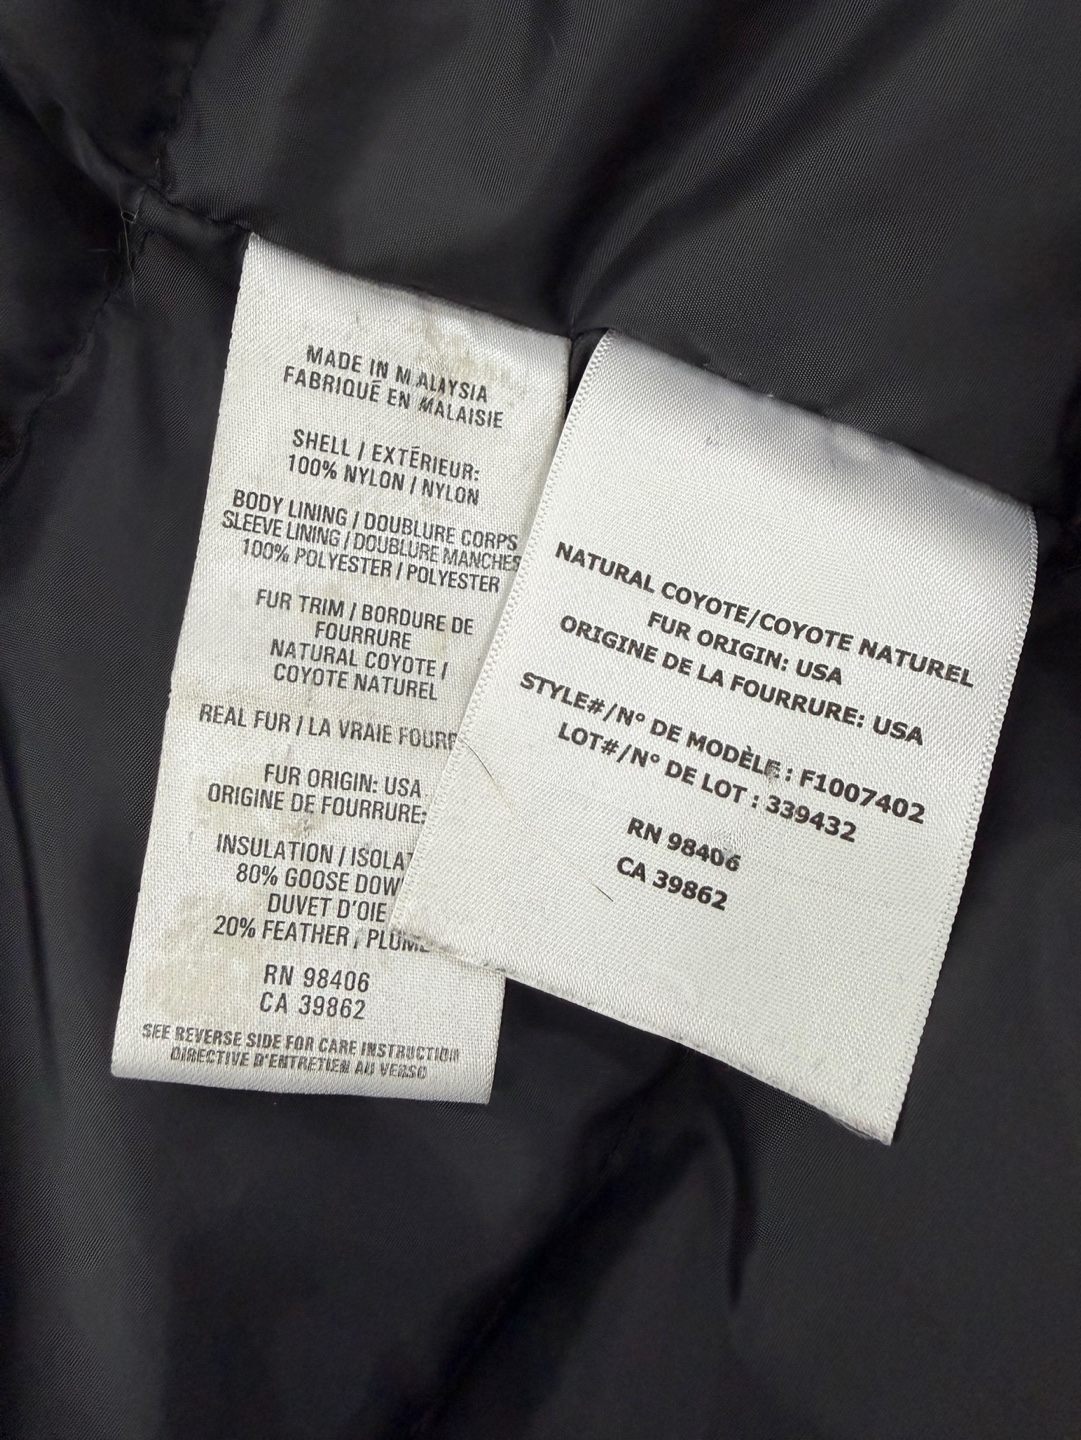 MADE IN MALAYSIA
FABRIQUÉ EN MALAISIE
SHELL / EXTÉRIEUR:
100% NYLON / NYLON
BODY LINING / DOUBLURE CORPS
SLEEVE LINING / DOUBLURE MANCHES
100% POLYESTER / POLYESTER
FUR TRIM / BORDURE DE
FOURRURE
NATURAL COYOTE /
COYOTE NATUREL
REAL FUR / LA VRAIE FOURR
FUR ORIGIN: USA
ORIGINE DE FOURRURE:
INSULATION / ISOLAT
80% GOOSE DOW
DUVET D'OIE
20% FEATHER / PLUME
RN 98406
CA 39862
SEE REVERSE SIDE FOR CARE INSTRUCTION
DIRECTIVE D'ENTRETIEN AU VERSO
NATURAL COYOTE/COYOTE NATUREL
FUR ORIGIN: USA
ORIGINE DE LA FOURRURE: USA
STYLE#/N° DE MODÈLE : F1007402
LOT#/N° DE LOT : 339432
RN 98406
CA 39862